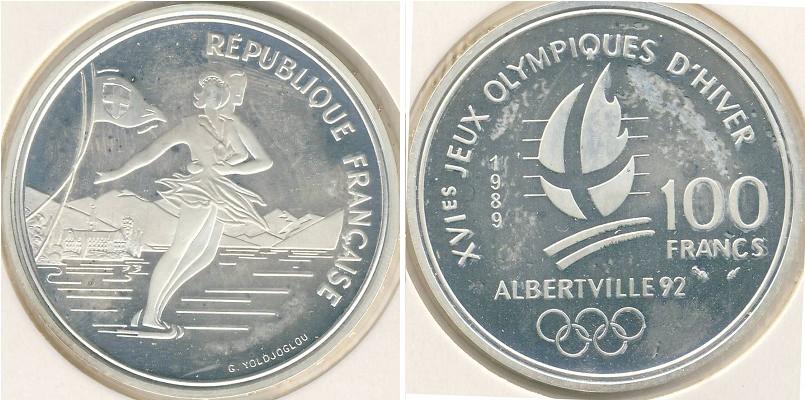 RÉPUBLIQUE FRANÇAISE
G. YOLDJOGLOU
XVIES JEUX OLYMPIQUES D'HIVER
1989
100
FRANCS
ALBERTVILLE 92